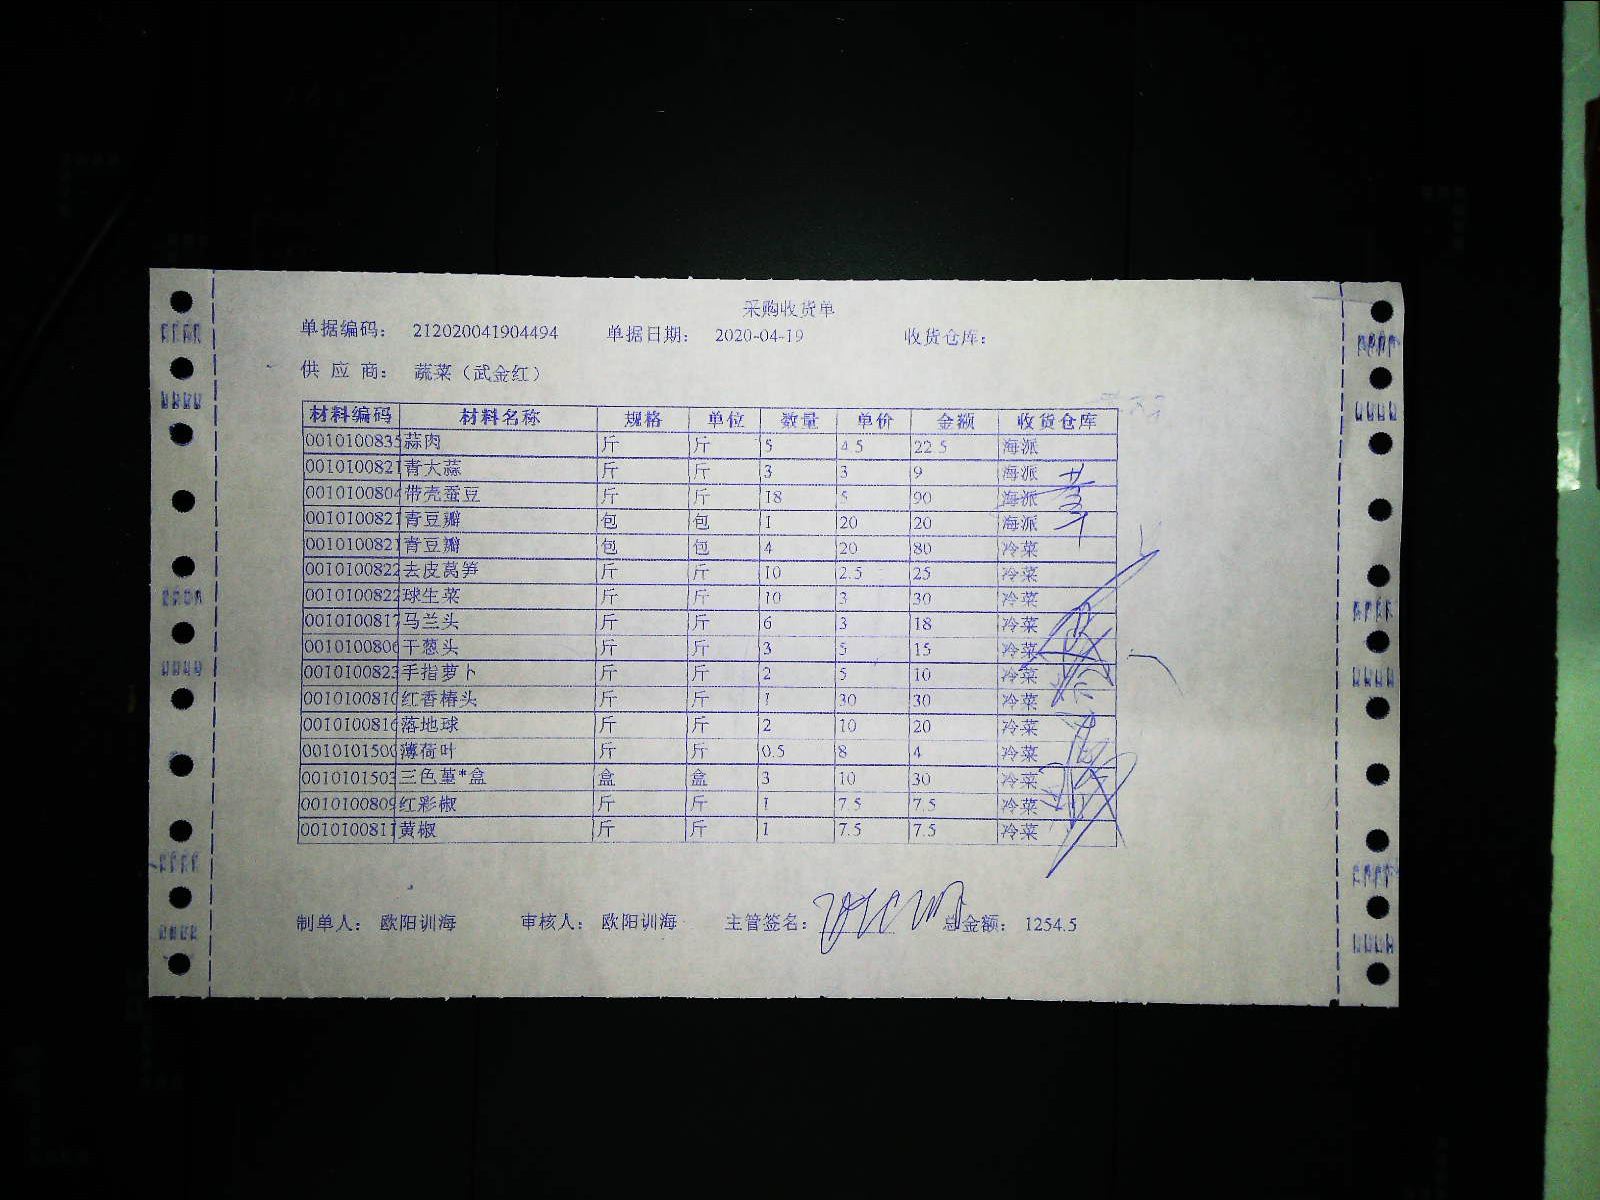 采购收货单
单据编码： 212020041904494 单据日期： 2020-04-19 收货仓库：
供 应 商： 蔬菜（武金红）
材料编码 材料名称 规格 单位 数量 单价 金额 收货仓库
0010100835 蒜肉 斤 斤 5 4.5 22.5 海派
0010100821 青大蒜 斤 斤 3 3 9 海派
0010100804 带壳蚕豆 斤 斤 18 5 90 海派
0010100821 青豆瓣 包 包 1 20 20 海派
0010100821 青豆瓣 包 包 4 20 80 冷菜
0010100822 去皮莴笋 斤 斤 10 2.5 25 冷菜
0010100822 球生菜 斤 斤 10 3 30 冷菜
0010100817 马兰头 斤 斤 6 3 18 冷菜
0010100806 干葱头 斤 斤 3 5 15 冷菜
0010100823 手指萝卜 斤 斤 2 5 10 冷菜
0010100810 红香椿头 斤 斤 1 30 30 冷菜
0010100816 落地球 斤 斤 2 10 20 冷菜
0010101500 薄荷叶 斤 斤 0.5 8 4 冷菜
0010101503 三色堇*盒 盒 盒 3 10 30 冷菜
0010100809 红彩椒 斤 斤 1 7.5 7.5 冷菜
0010100811 黄椒 斤 斤 1 7.5 7.5 冷菜
制单人： 欧阳训海 审核人： 欧阳训海 主管签名： 总金额： 1254.5